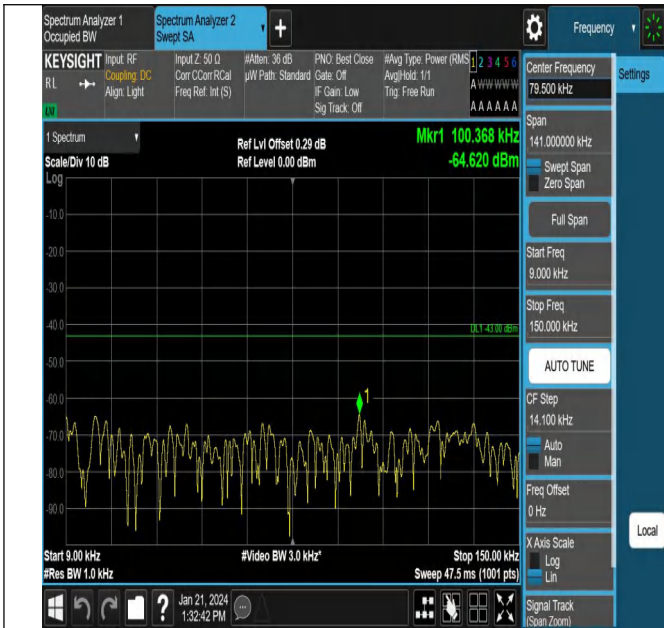 Spectrum Analyzer 1
Occupied BW
Spectrum Analyzer 2
Swept SA
Frequency
KEYSIGHT
RL
LXI
Input: RF
Coupling: DC
Align: Light
Input Z: 50 Ω
Corr CCorr RCal
Freq Ref: Int (S)
#Atten: 36 dB
µW Path: Standard
PNO: Best Close
Gate: Off
IF Gain: Low
Sig Track: Off
#Avg Type: Power (RMS
Avg|Hold: 1/1
Trig: Free Run
1 2 3 4 5 6
A W W W W W
A A A A A A
1 Spectrum
Scale/Div 10 dB
Log
Ref Lvl Offset 0.29 dB
Ref Level 0.00 dBm
Mkr1 100.368 kHz
-64.620 dBm
-10.0
-20.0
-30.0
-40.0
-50.0
-60.0
-70.0
-80.0
-90.0
DL1 -43.00 dBm
1
Start 9.00 kHz
#Res BW 1.0 kHz
#Video BW 3.0 kHz*
Stop 150.00 kHz
Sweep 47.5 ms (1001 pts)
Jan 21, 2024
1:32:42 PM
Center Frequency
79.500 kHz
Settings
Span
141.000000 kHz
Swept Span
Zero Span
Full Span
Start Freq
9.000 kHz
Stop Freq
150.000 kHz
AUTO TUNE
CF Step
14.100 kHz
Auto
Man
Freq Offset
0 Hz
X Axis Scale
Log
Lin
Local
Signal Track
(Span Zoom)